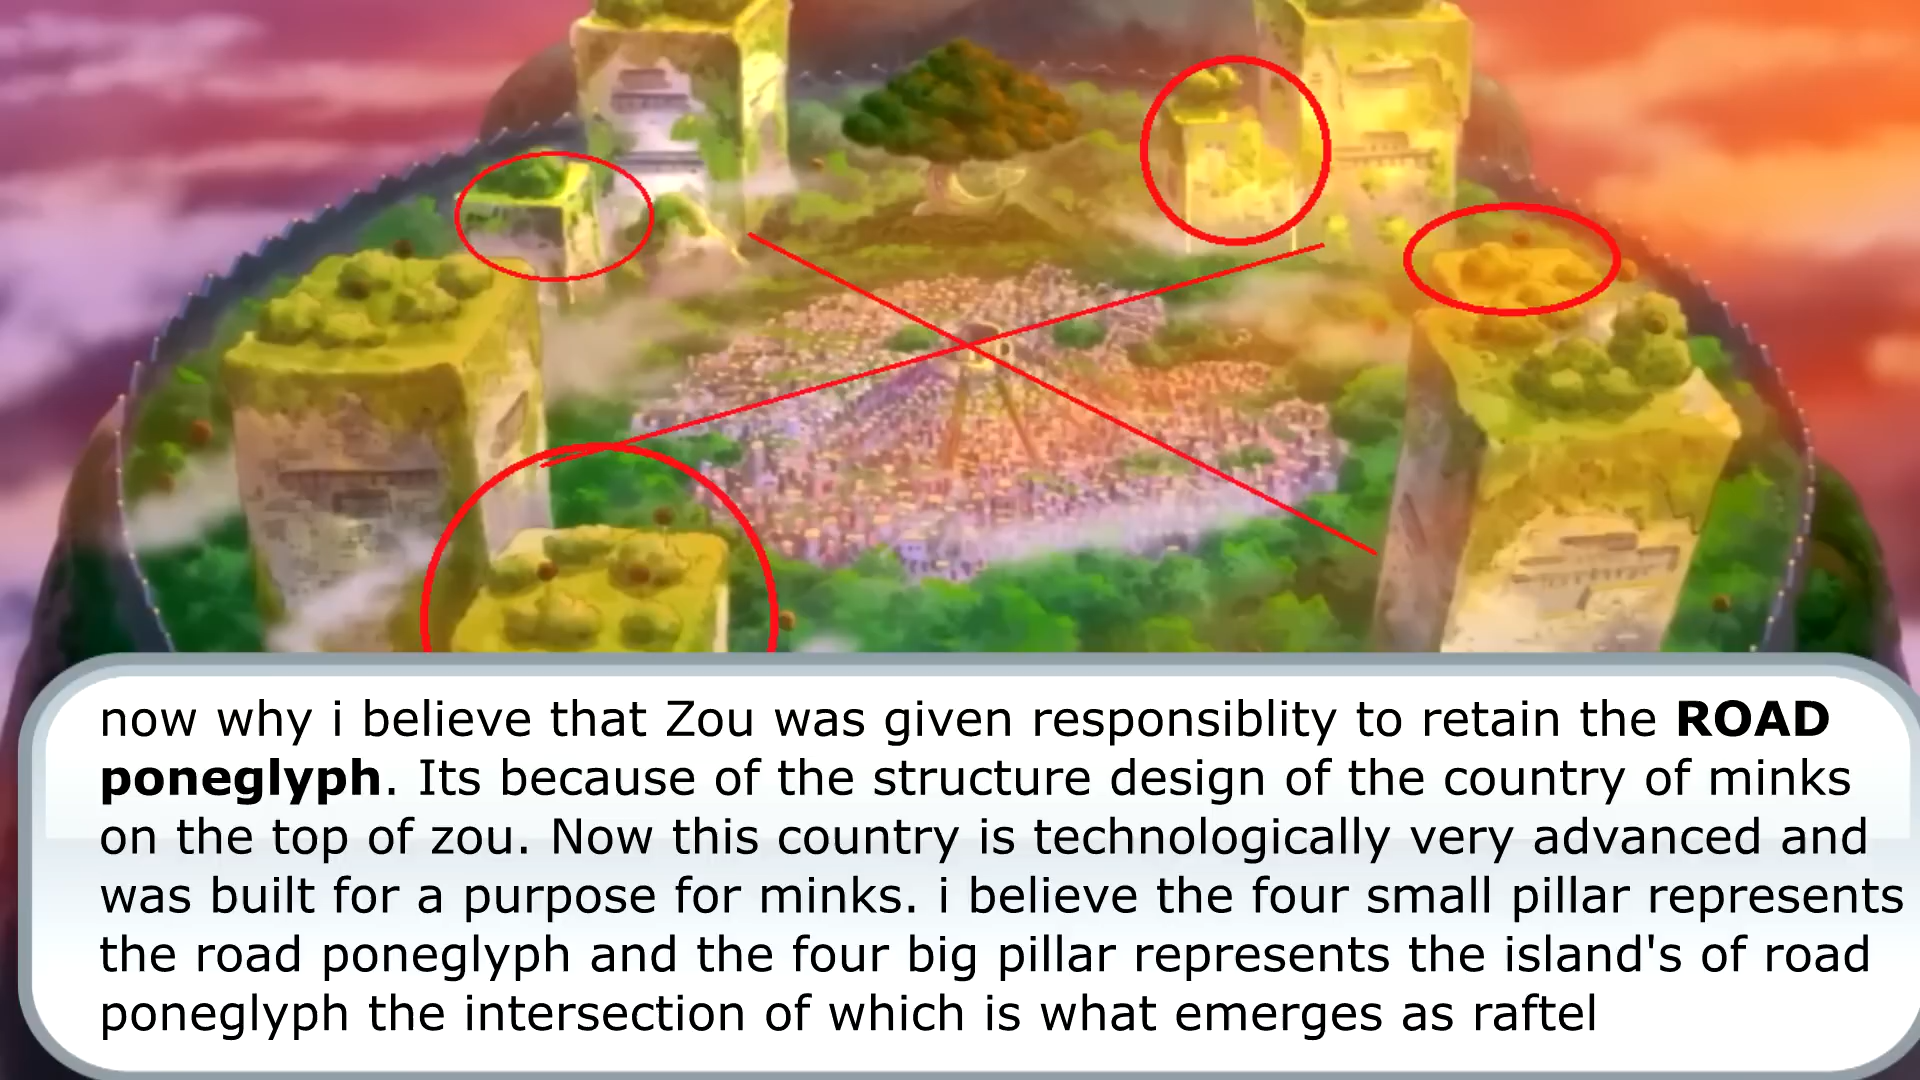 now why i believe that Zou was given responsiblity to retain the ROAD
poneglyph. Its because of the structure design of the country of minks
on the top of zou. Now this country is technologically very advanced and
was built for a purpose for minks. i believe the four small pillar represents
the road poneglyph and the four big pillar represents the island's of road
poneglyph the intersection of which is what emerges as raftel